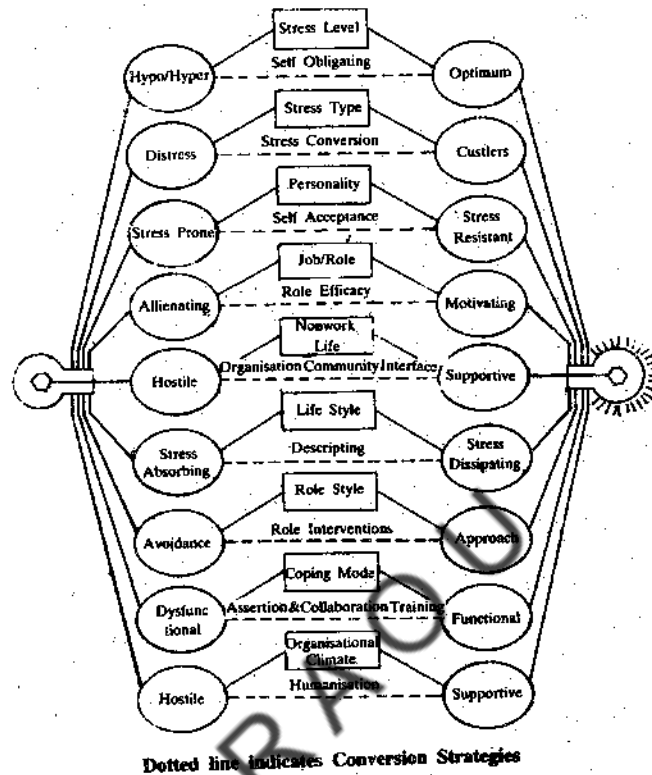 Stress Level
Self Obligating
Hypo/Hyper
Optimum
Stress Type
Stress Conversion
Distress
Custlers
Personality
Self Acceptance
Stress Prone
Stress
Resistant
Job/Role
Role Efficacy
Allienating
Motivating
Nonwork
Life
Organisation Community Interface
Hostile
Supportive
Life Style
Descripting
Stress
Absorbing
Stress
Dissipating
Role Style
Role Interventions
Avoidance
Approach
Coping Mode
Assertion & Collaboration Training
Dysfunc
tional
Functional
Organisational
Climate
Humanisation
Hostile
Supportive
Dotted line indicates Conversion Strategies
RAOU